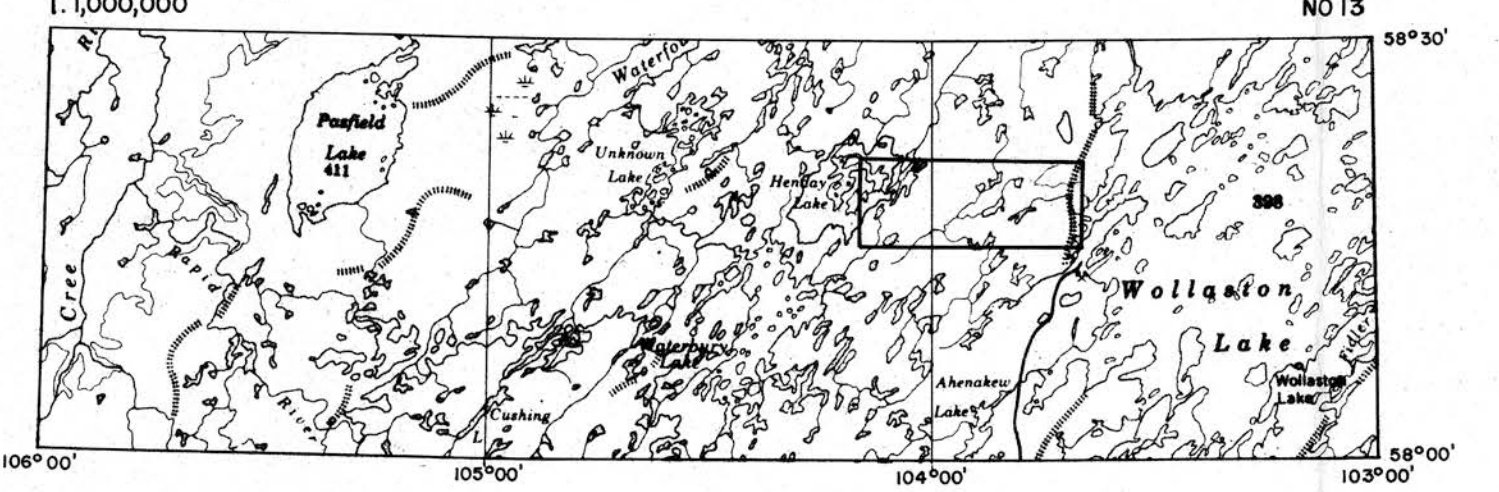 1:1,000,000
NO 13
58°30'
Waterfou
Pasfield
Lake
411
Unknown
Lake
Henday
Lake
398
Rapid
Cree
Wollaston
Lake
Waterbury
Lake
Fidler
Wollaston
Lake
Ahenakew
Lake
River
Cushing
L
58°00'
106°00'
105°00'
104°00'
103°00'